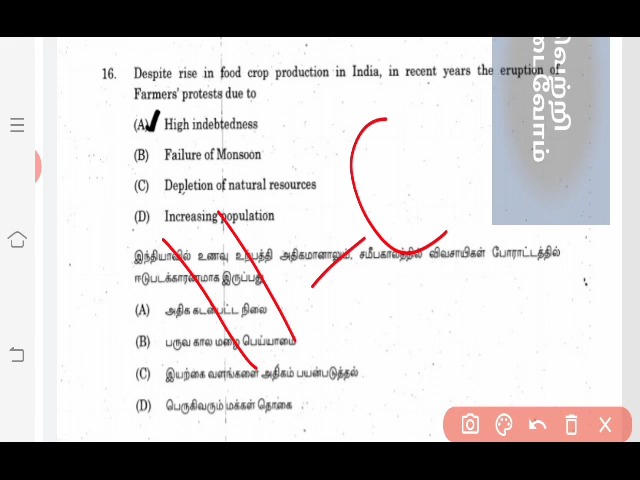 16. Despite rise in food crop production in India, in recent years the eruption of
Farmers' protests due to
(A) High indebtedness
(B) Failure of Monsoon
(C) Depletion of natural resources
(D) Increasing population
இந்தியாவில் உணவு உற்பத்தி அதிகமானாலும், சமீபகாலத்தில் விவசாயிகள் போராட்டத்தில்
ஈடுபடக்காரணமாக இருப்பது
(A) அதிக கடன்பட்ட நிலை
(B) பருவ கால மழை பெய்யாமை
(C) இயற்கை வளங்களை அதிகம் பயன்படுத்தல்
(D) பெருகிவரும் மக்கள் தொகை
வெற்றி
அடைவோம்